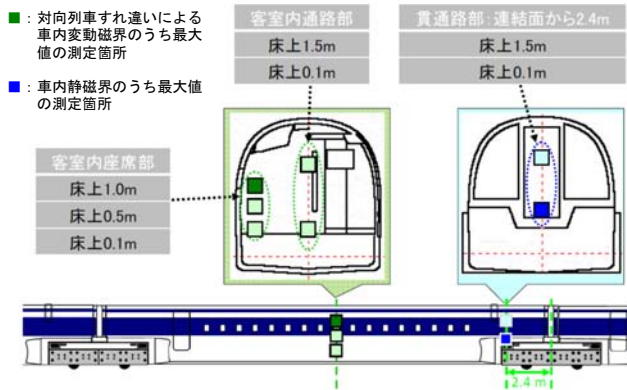 ■：対向列車すれ違いによる
車内変動磁界のうち最大
値の測定箇所
■：車内静磁界のうち最大値
の測定箇所
客室内通路部
床上1.5m
床上0.1m
貫通路部：連結面から2.4m
床上1.5m
床上0.1m
客室内座席部
床上1.0m
床上0.5m
床上0.1m
2.4 m